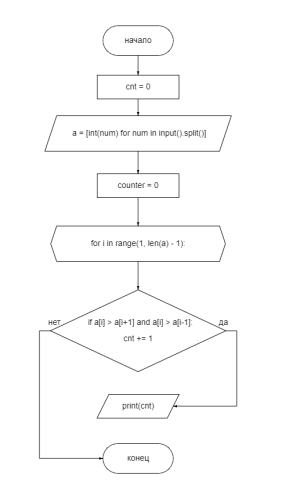 начало
cnt = 0
a = [int(num) for num in input().split()]
counter = 0
for i in range(1, len(a) - 1):
нет
if a[i] > a[i+1] and a[i] > a[i-1]:
да
cnt += 1
print(cnt)
конец